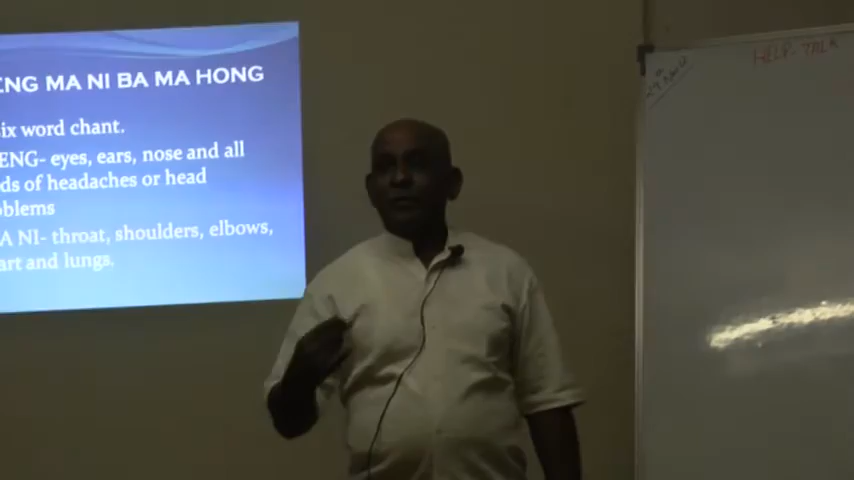 ENG MA NI BA MA HONG
ix word chant.
ENG- eyes, ears, nose and all
ds of headaches or head
oblems
A NI- throat, shoulders, elbows,
art and lungs.
HELP- TALK